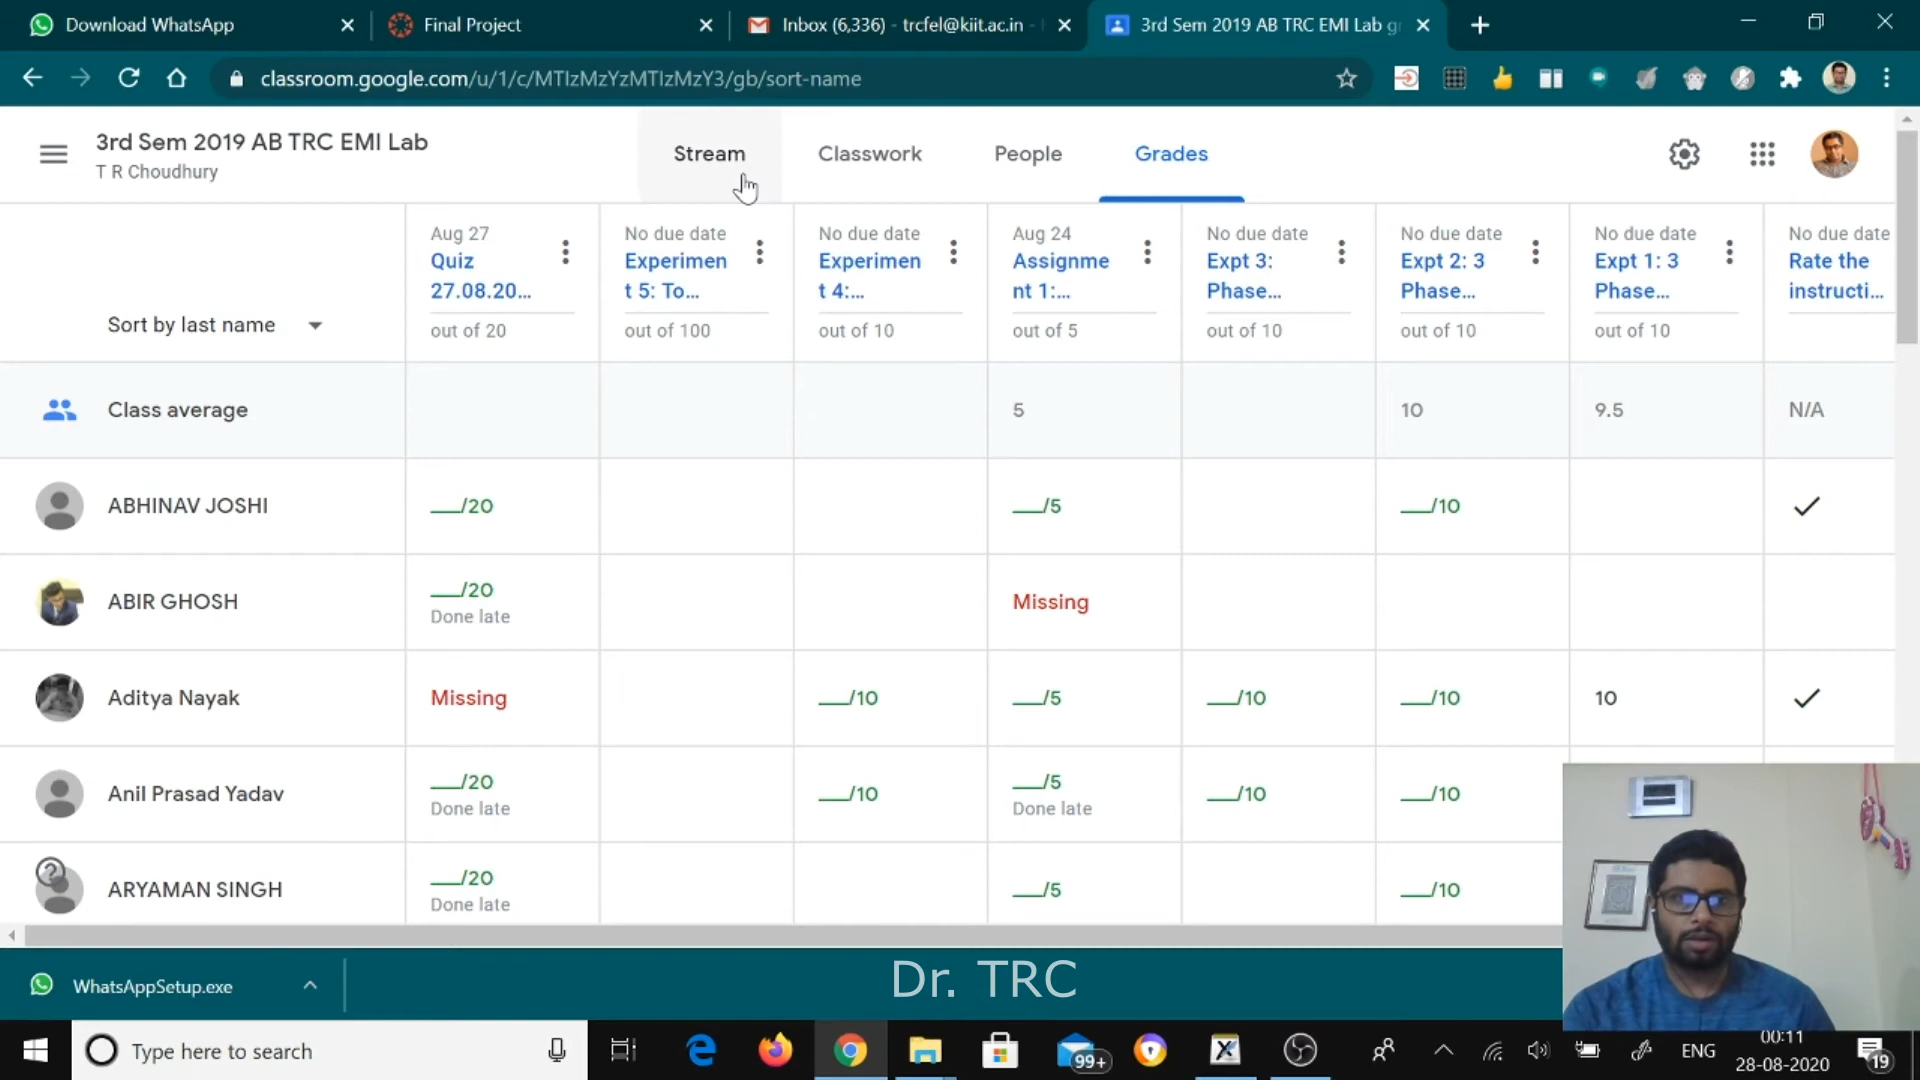 Download WhatsApp
Final Project
Inbox (6,336) - trcfel@kiit.ac.in -
3rd Sem 2019 AB TRC EMI Lab gr
classroom.google.com/u/1/c/MTIzMzYzMTIzMzY3/gb/sort-name
3rd Sem 2019 AB TRC EMI Lab
T R Choudhury
Stream
Classwork
People
Grades
Sort by last name
Aug 27
Quiz
27.08.20...
out of 20
No due date
Experimen
t 5: To...
out of 100
No due date
Experimen
t 4:...
out of 10
Aug 24
Assignme
nt 1:...
out of 5
No due date
Expt 3:
Phase...
out of 10
No due date
Expt 2: 3
Phase...
out of 10
No due date
Expt 1: 3
Phase...
out of 10
No due date
Rate the
instructi...
Class average 5 10 9.5 N/A
ABHINAV JOSHI __/20 __/5 __/10
ABIR GHOSH __/20 Missing
Done late
Aditya Nayak Missing __/10 __/5 __/10 __/10 10
Anil Prasad Yadav __/20 __/10 __/5 __/10 __/10
Done late Done late
ARYAMAN SINGH __/20 __/5 __/10
Done late
WhatsAppSetup.exe
Dr. TRC
Type here to search
99+
ENG
00:11
28-08-2020
19